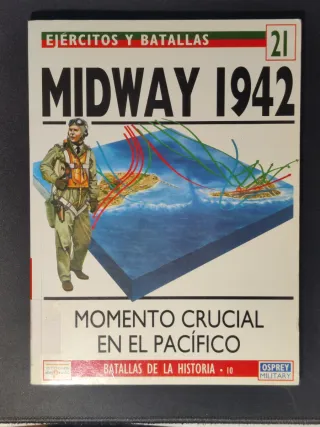 EJÉRCITOS Y BATALLAS
21
MIDWAY 1942
MOMENTO CRUCIAL
EN EL PACÍFICO
BATALLAS DE LA HISTORIA • 10
OSPREY
MILITARY